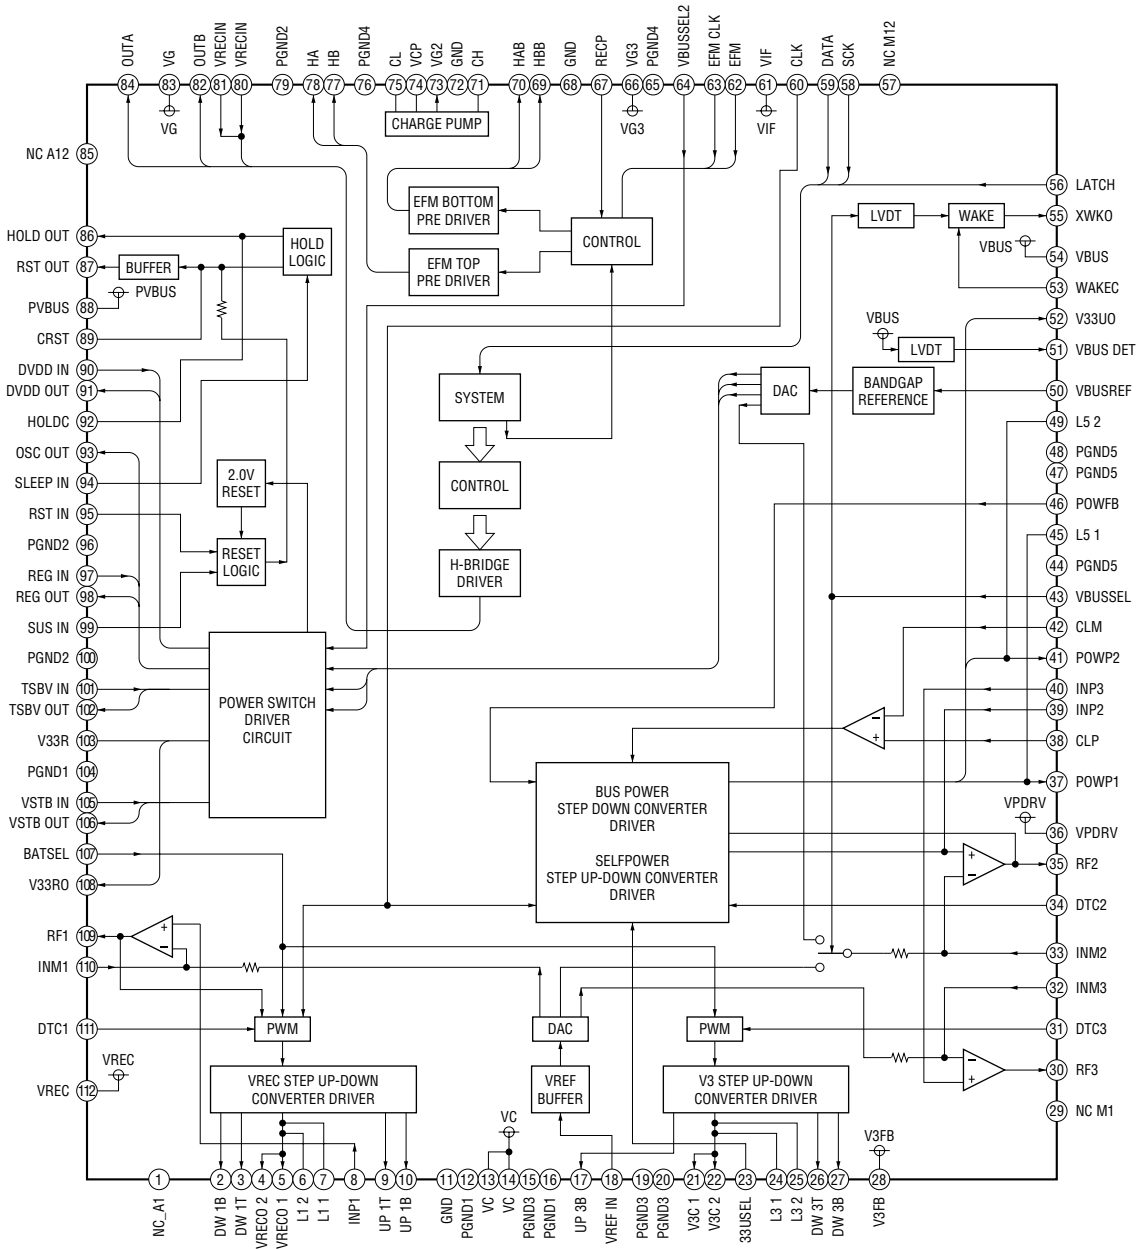 OUTA
VG
OUTB
VRECIN
VRECIN
PGND2
HA
HB
PGND4
CL
VCP
VG2
GND
CH
HAB
HBB
GND
RECP
VG3
PGND4
VBUSSEL2
EFM CLK
EFM
VIF
CLK
DATA
SCK
NC M12
84
83
82
81
80
79
78
77
76
75
74
73
72
71
70
69
68
67
66
65
64
63
62
61
60
59
58
57
VG
CHARGE PUMP
VG3
VIF
NC A12
85
HOLD OUT
86
RST OUT
87
PVBUS
88
CRST
89
DVDD IN
90
DVDD OUT
91
HOLDC
92
OSC OUT
93
SLEEP IN
94
RST IN
95
PGND2
96
REG IN
97
REG OUT
98
SUS IN
99
PGND2
100
TSBV IN
101
TSBV OUT
102
V33R
103
PGND1
104
VSTB IN
105
VSTB OUT
106
BATSEL
107
V33RO
108
RF1
109
INM1
110
DTC1
111
VREC
112
HOLD
LOGIC
BUFFER
PVBUS
2.0V
RESET
RESET
LOGIC
POWER SWITCH
DRIVER
CIRCUIT
EFM BOTTOM
PRE DRIVER
EFM TOP
PRE DRIVER
CONTROL
SYSTEM
CONTROL
H-BRIDGE
DRIVER
LVDT
WAKE
VBUS
VBUS
LVDT
DAC
BANDGAP
REFERENCE
BUS POWER
STEP DOWN CONVERTER
DRIVER
SELFPOWER
STEP UP-DOWN CONVERTER
DRIVER
VPDRV
+
−
−
+
+
−
−
+
PWM
DAC
PWM
VREC
VREC STEP UP-DOWN
CONVERTER DRIVER
VREF
BUFFER
V3 STEP UP-DOWN
CONVERTER DRIVER
VC
V3FB
56
LATCH
55
XWKO
54
VBUS
53
WAKEC
52
V33UO
51
VBUS DET
50
VBUSREF
49
L5 2
48
PGND5
47
PGND5
46
POWFB
45
L5 1
44
PGND5
43
VBUSSEL
42
CLM
41
POWP2
40
INP3
39
INP2
38
CLP
37
POWP1
36
VPDRV
35
RF2
34
DTC2
33
INM2
32
INM3
31
DTC3
30
RF3
29
NC M1
1
2
3
4
5
6
7
8
9
10
11
12
13
14
15
16
17
18
19
20
21
22
23
24
25
26
27
28
NC_A1
DW 1B
DW 1T
VRECO 2
VRECO 1
L1 2
L1 1
INP1
UP 1T
UP 1B
GND
PGND1
VC
VC
PGND3
PGND1
UP 3B
VREF IN
PGND3
PGND3
V3C 1
V3C 2
33USEL
L3 1
L3 2
DW 3T
DW 3B
V3FB